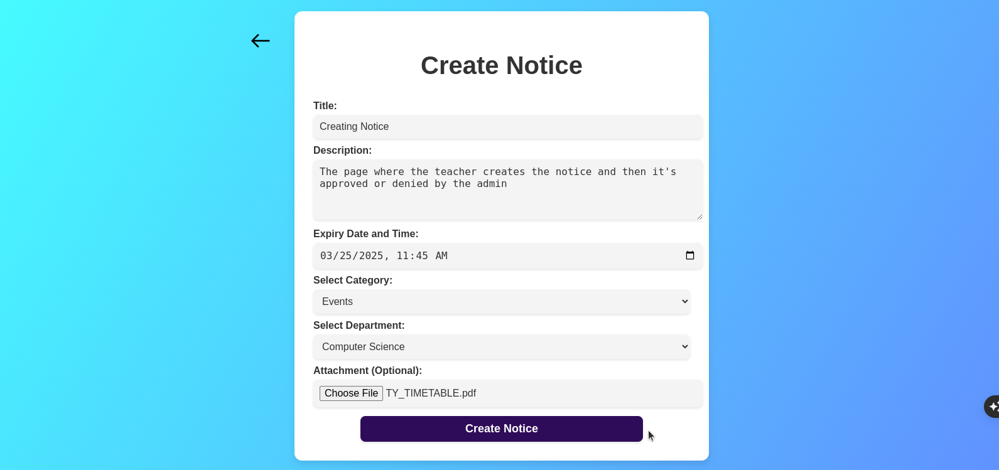 Create Notice
Title:
Creating Notice
Description:
The page where the teacher creates the notice and then it's
approved or denied by the admin
Expiry Date and Time:
03/25/2025, 11:45 AM
Select Category:
Events
Select Department:
Computer Science
Attachment (Optional):
Choose File TY_TIMETABLE.pdf
Create Notice